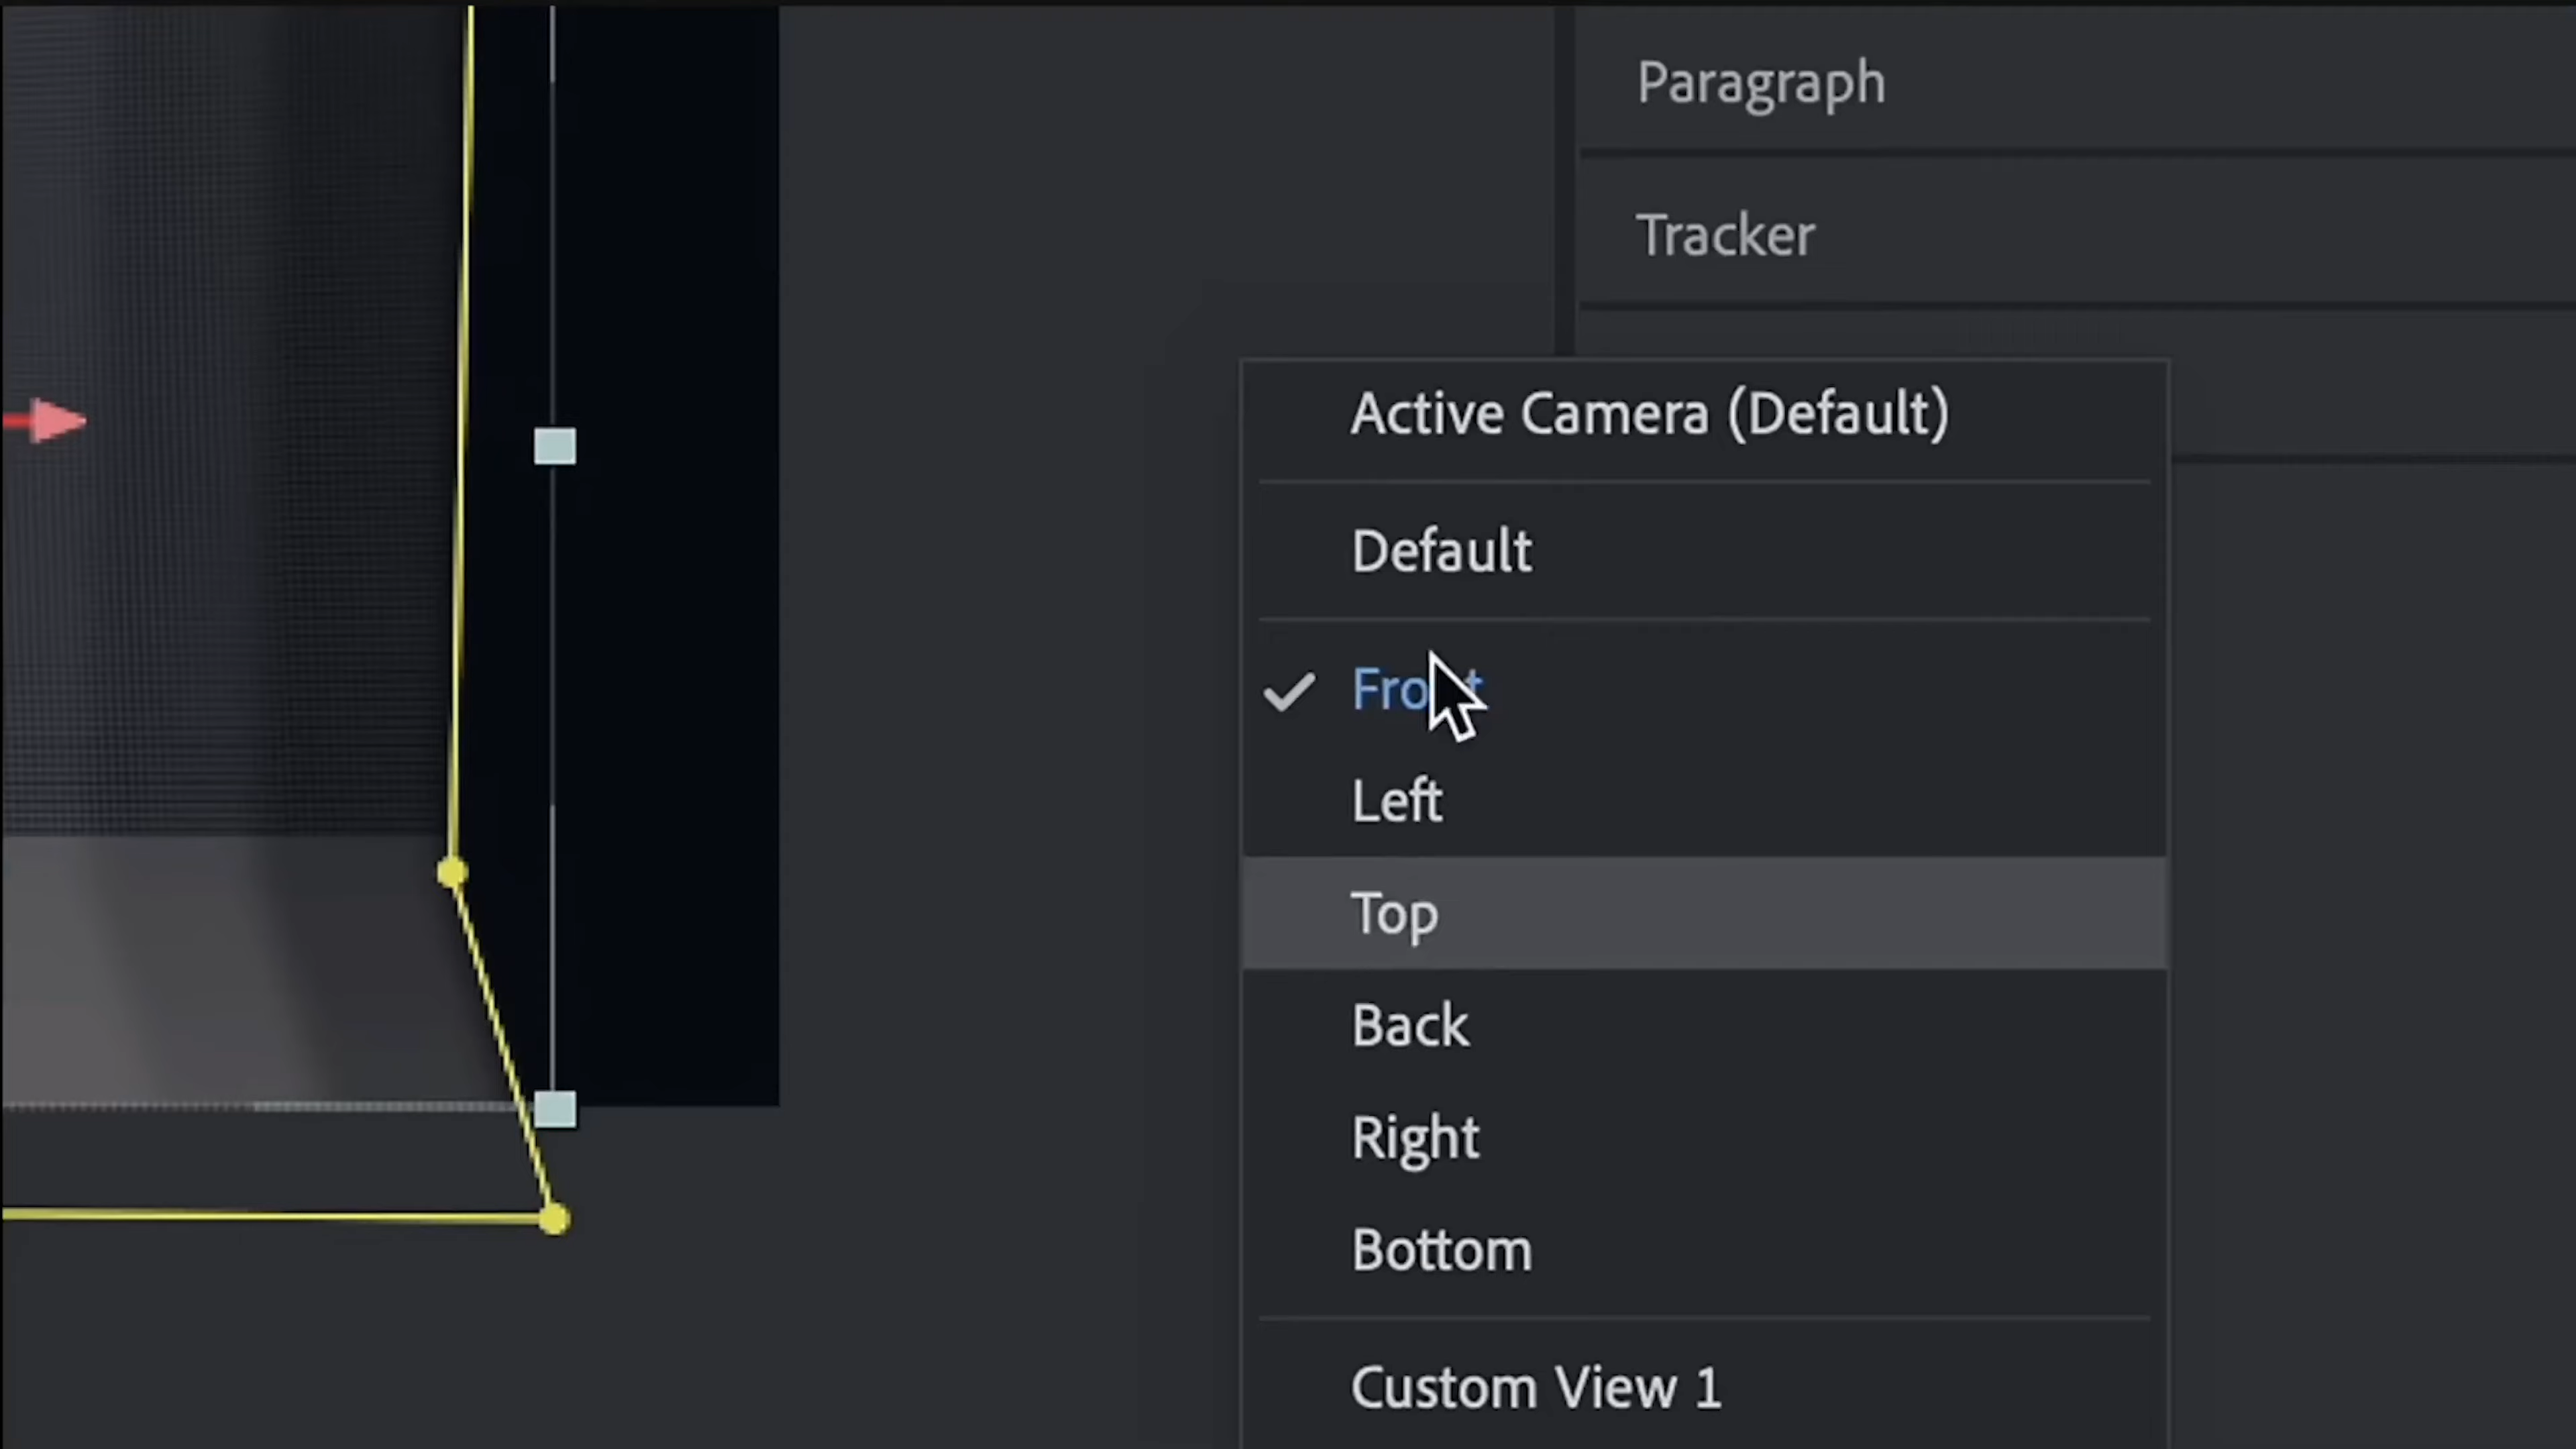 Paragraph
Tracker
Active Camera (Default)
Default
Front
Left
Top
Back
Right
Bottom
Custom View 1